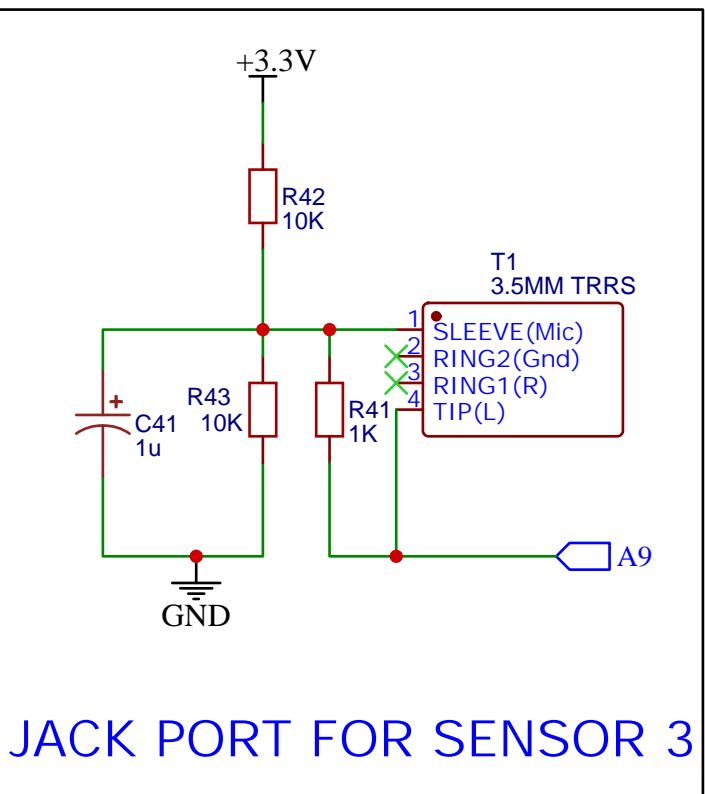 +3.3V
R42
10K
T1
3.5MM TRRS
1
SLEEVE(Mic)
2
RING2(Gnd)
3
RING1(R)
4
TIP(L)
R43
10K
R41
1K
+
C41
1u
A9
GND
JACK PORT FOR SENSOR 3